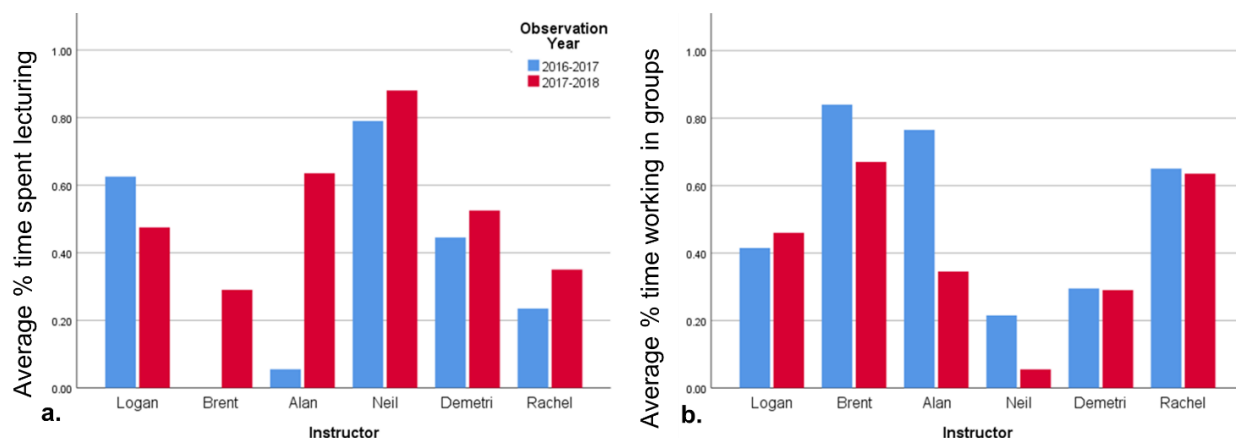 Average % time spent lecturing
Observation
Year
2016-2017
2017-2018
1.00
0.80
0.60
0.40
0.20
0.00
Logan Brent Alan Neil Demetri Rachel
a.
Instructor
Average % time working in groups
1.00
0.80
0.60
0.40
0.20
0.00
Logan Brent Alan Neil Demetri Rachel
b.
Instructor